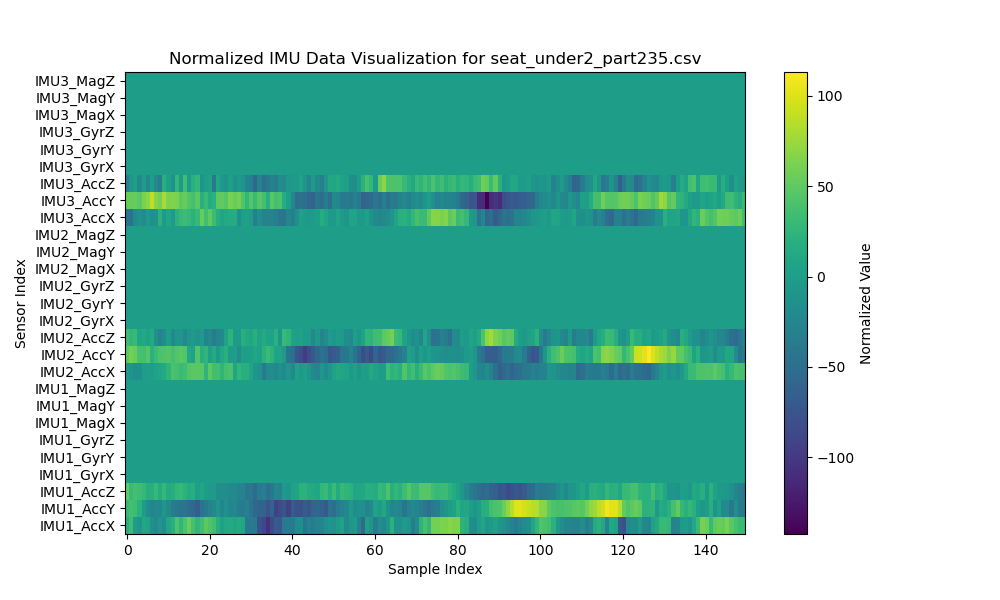 Normalized IMU Data Visualization for seat_under2_part235.csv
IMU3_MagZ
IMU3_MagY
IMU3_MagX
IMU3_GyrZ
IMU3_GyrY
IMU3_GyrX
IMU3_AccZ
IMU3_AccY
IMU3_AccX
IMU2_MagZ
IMU2_MagY
IMU2_MagX
IMU2_GyrZ
IMU2_GyrY
IMU2_GyrX
IMU2_AccZ
IMU2_AccY
IMU2_AccX
IMU1_MagZ
IMU1_MagY
IMU1_MagX
IMU1_GyrZ
IMU1_GyrY
IMU1_GyrX
IMU1_AccZ
IMU1_AccY
IMU1_AccX
Sensor Index
0 20 40 60 80 100 120 140
Sample Index
100
50
0
−50
−100
Normalized Value